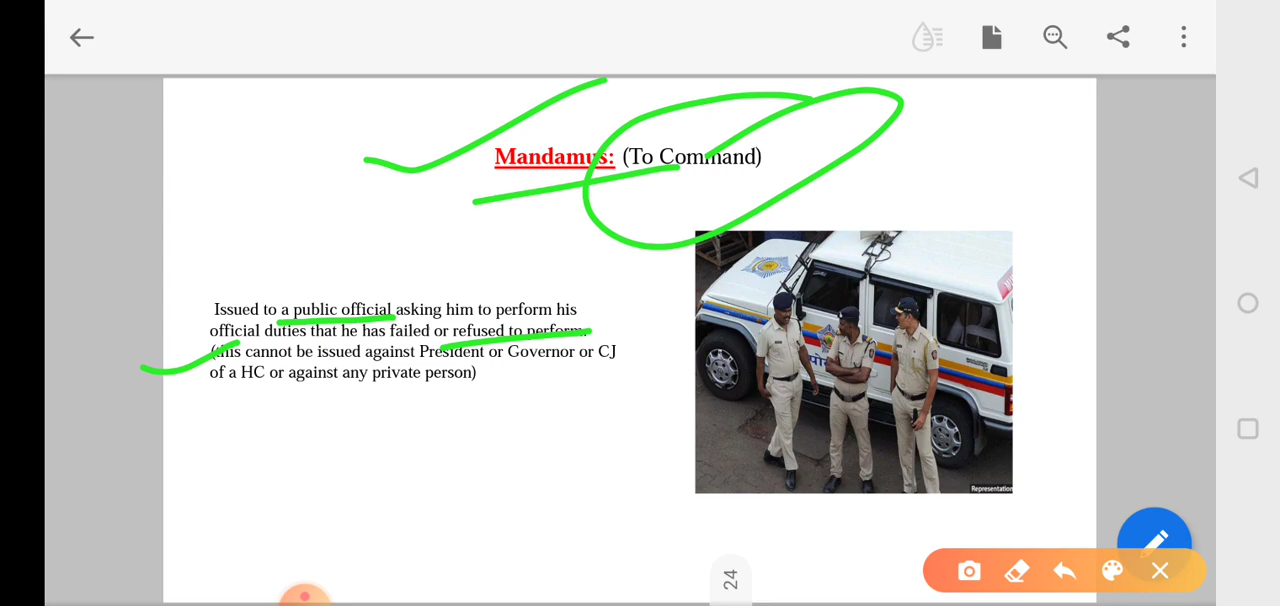 Mandamus: (To Command)
Issued to a public official asking him to perform his
official duties that he has failed or refused to perform.
(this cannot be issued against President or Governor or CJ
of a HC or against any private person)
Representation
24